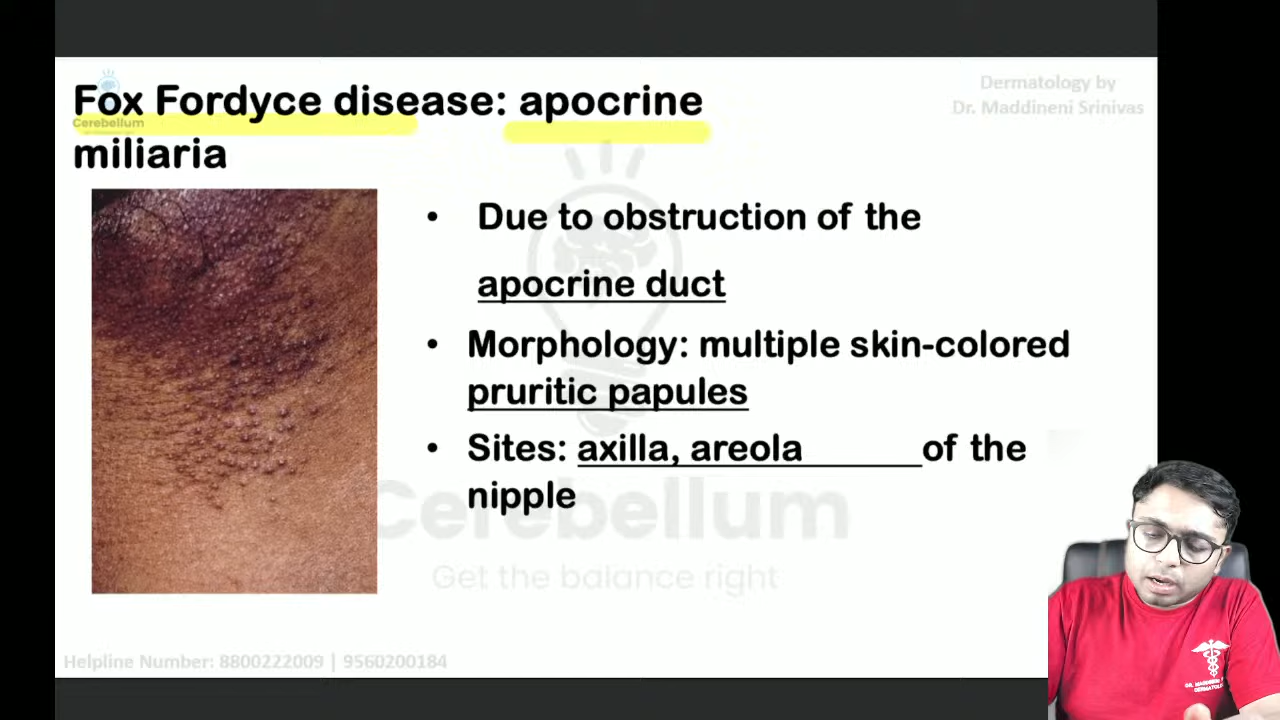 Fox Fordyce disease: apocrine
miliaria
Cerebellum
Dermatology by
Dr. Maddineni Srinivas
• Due to obstruction of the
apocrine duct
• Morphology: multiple skin-colored
pruritic papules
• Sites: axilla, areola of the
nipple
Cerebellum
Get the balance right
Helpline Number: 8800222009 | 9560200184